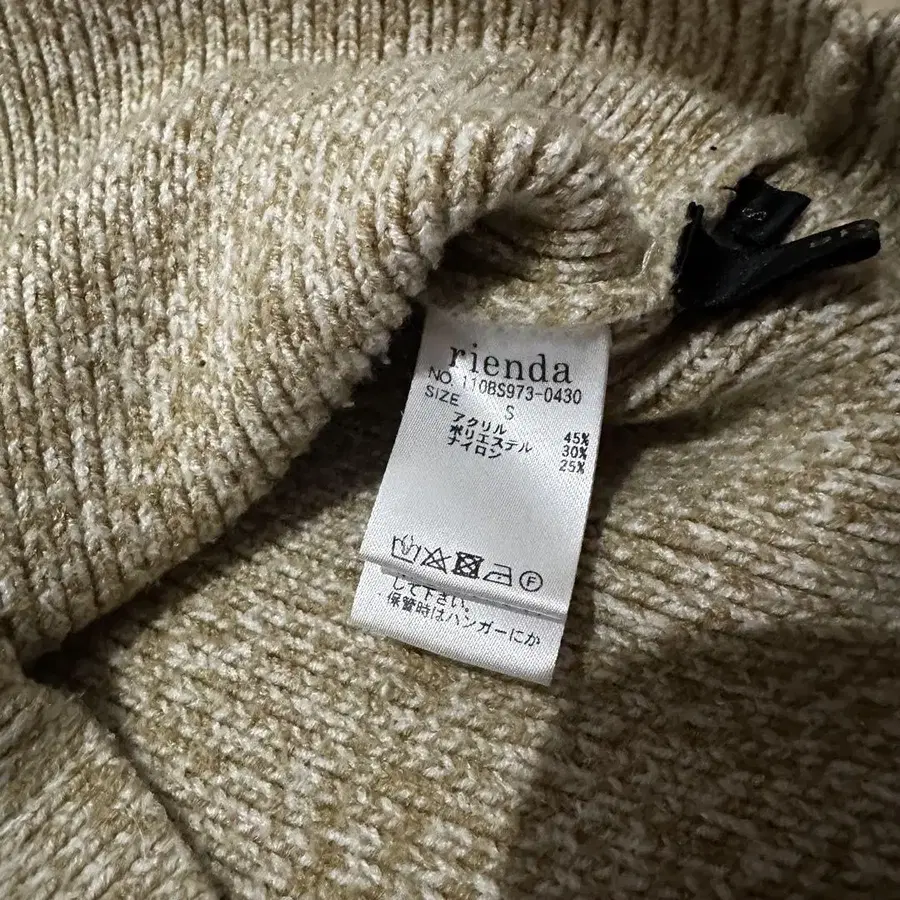 rienda
NO. 110BS973-0430
SIZE S
アクリル 45%
ポリエステル 30%
ナイロン 25%
F
して下さい。
保管時はハンガーにか